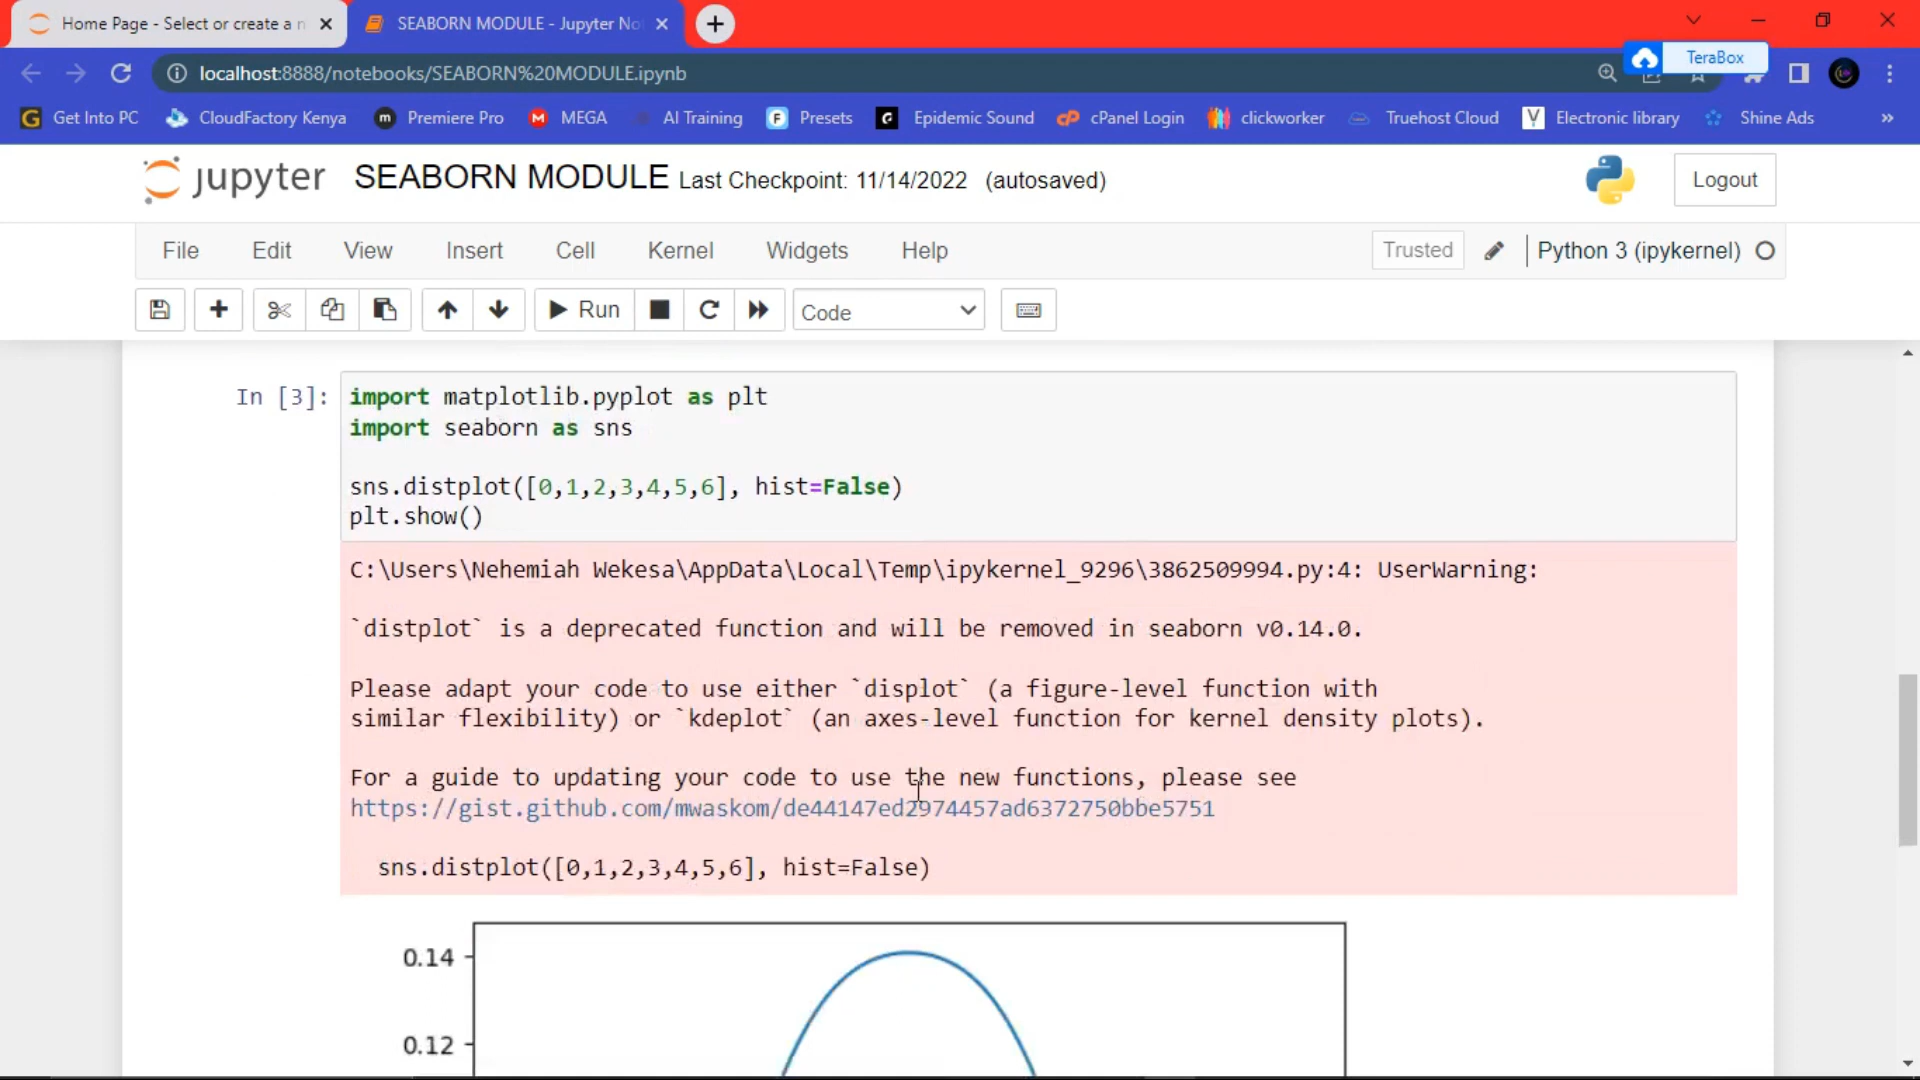 Home Page - Select or create a n
SEABORN MODULE - Jupyter No
TeraBox
localhost:8888/notebooks/SEABORN%20MODULE.ipynb
Get Into PC
CloudFactory Kenya
Premiere Pro
MEGA
AI Training
Presets
Epidemic Sound
cPanel Login
clickworker
Truehost Cloud
Electronic library
Shine Ads
jupyter SEABORN MODULE Last Checkpoint: 11/14/2022 (autosaved)
Logout
File Edit View Insert Cell Kernel Widgets Help
Trusted
Python 3 (ipykernel)
Run
Code
In [3]: import matplotlib.pyplot as plt
import seaborn as sns
sns.distplot([0,1,2,3,4,5,6], hist=False)
plt.show()
C:\Users\Nehemiah Wekesa\AppData\Local\Temp\ipykernel_9296\3862509994.py:4: UserWarning:
`distplot` is a deprecated function and will be removed in seaborn v0.14.0.
Please adapt your code to use either `displot` (a figure-level function with
similar flexibility) or `kdeplot` (an axes-level function for kernel density plots).
For a guide to updating your code to use the new functions, please see
https://gist.github.com/mwaskom/de44147ed2974457ad6372750bbe5751
sns.distplot([0,1,2,3,4,5,6], hist=False)
0.14
0.12